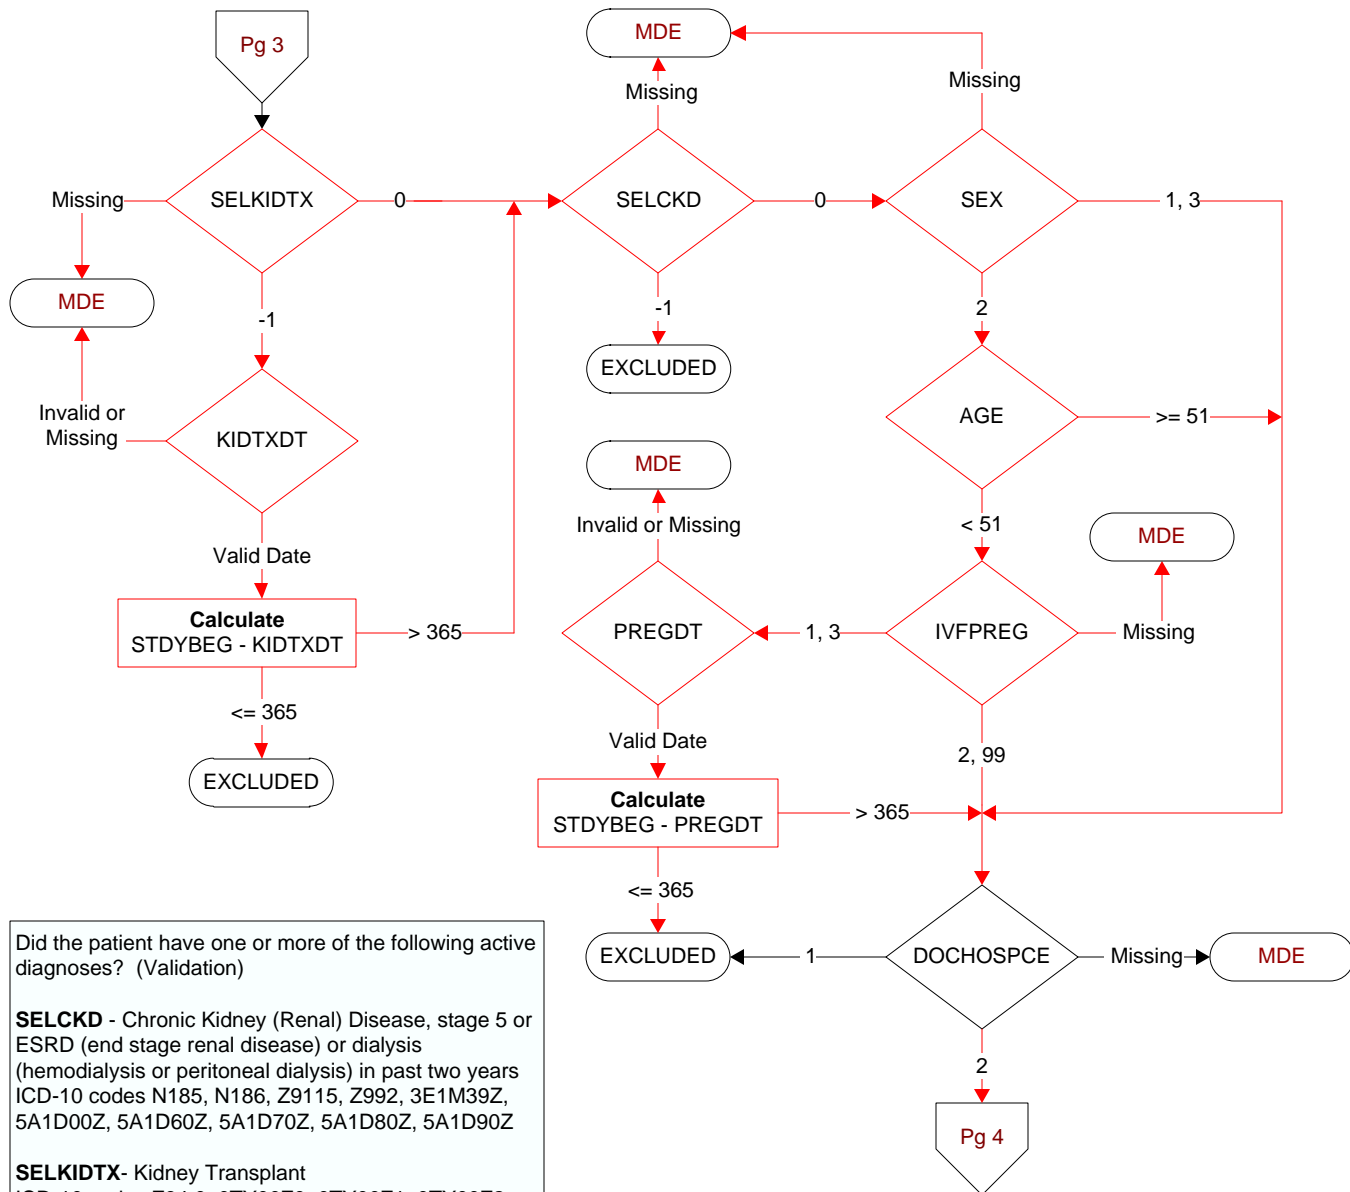 Pg 3
MDE
Missing
Missing
SELKIDTX
0
SELCKD
0
SEX
1, 3
Missing
MDE
-1
-1
2
EXCLUDED
Invalid or
Missing
KIDTXDT
AGE
>= 51
MDE
Invalid or Missing
< 51
MDE
Valid Date
Calculate
STDYBEG - KIDTXDT
> 365
PREGDT
1, 3
IVFPREG
Missing
<= 365
Valid Date
2, 99
EXCLUDED
Calculate
STDYBEG - PREGDT
> 365
<= 365
EXCLUDED
1
DOCHOSPCE
Missing
MDE
2
Pg 4
Did the patient have one or more of the following active
diagnoses? (Validation)
SELCKD - Chronic Kidney (Renal) Disease, stage 5 or
ESRD (end stage renal disease) or dialysis
(hemodialysis or peritoneal dialysis) in past two years
ICD-10 codes N185, N186, Z9115, Z992, 3E1M39Z,
5A1D00Z, 5A1D60Z, 5A1D70Z, 5A1D80Z, 5A1D90Z
SELKIDTX- Kidney Transplant